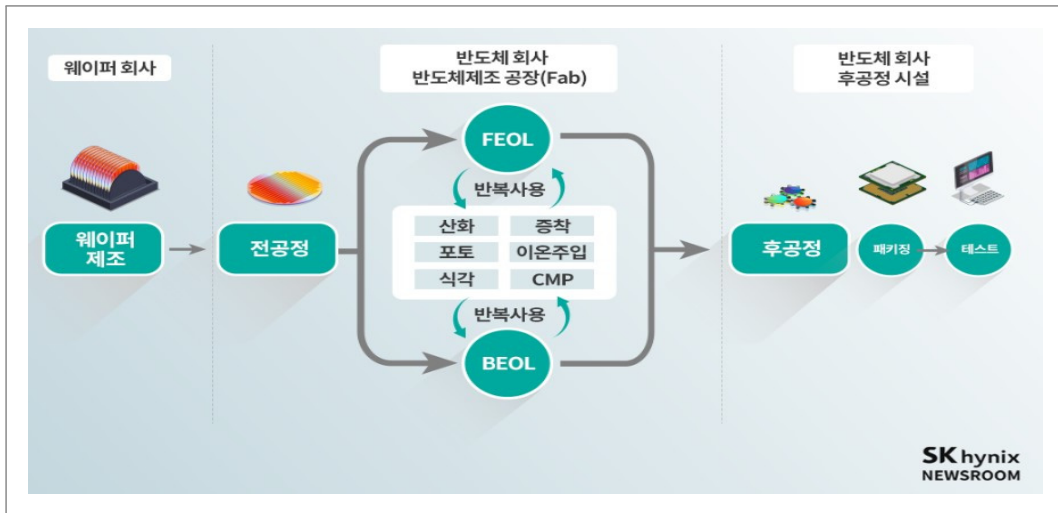 웨이퍼 회사
반도체 회사
반도체제조 공장(Fab)
반도체 회사
후공정 시설
웨이퍼
제조
전공정
FEOL
반복사용
산화
증착
포토
이온주입
식각
CMP
반복사용
BEOL
후공정
패키징
테스트
SK hynix
NEWSROOM